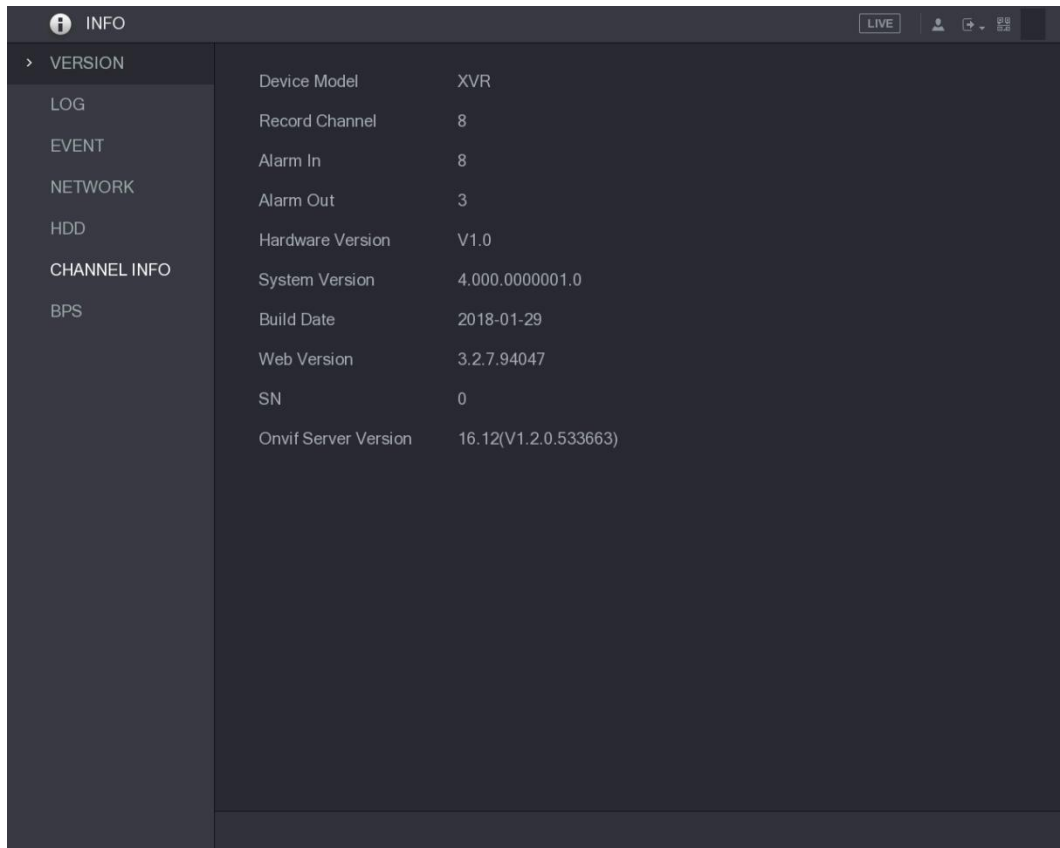 INFO
LIVE
VERSION
LOG
EVENT
NETWORK
HDD
CHANNEL INFO
BPS
Device Model XVR
Record Channel 8
Alarm In 8
Alarm Out 3
Hardware Version V1.0
System Version 4.000.0000001.0
Build Date 2018-01-29
Web Version 3.2.7.94047
SN 0
Onvif Server Version 16.12(V1.2.0.533663)